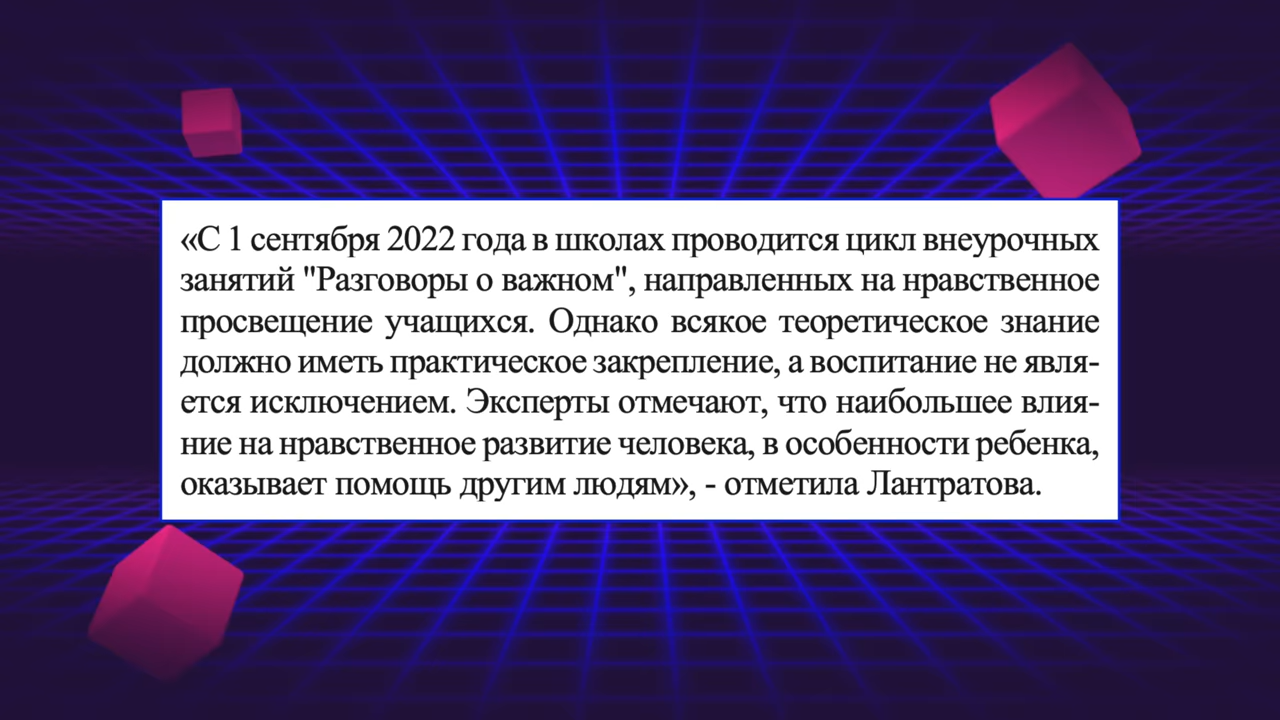 «С 1 сентября 2022 года в школах проводится цикл внеурочных
занятий "Разговоры о важном", направленных на нравственное
просвещение учащихся. Однако всякое теоретическое знание
должно иметь практическое закрепление, а воспитание не явля-
ется исключением. Эксперты отмечают, что наибольшее влия-
ние на нравственное развитие человека, в особенности ребенка,
оказывает помощь другим людям», - отметила Лантратова.